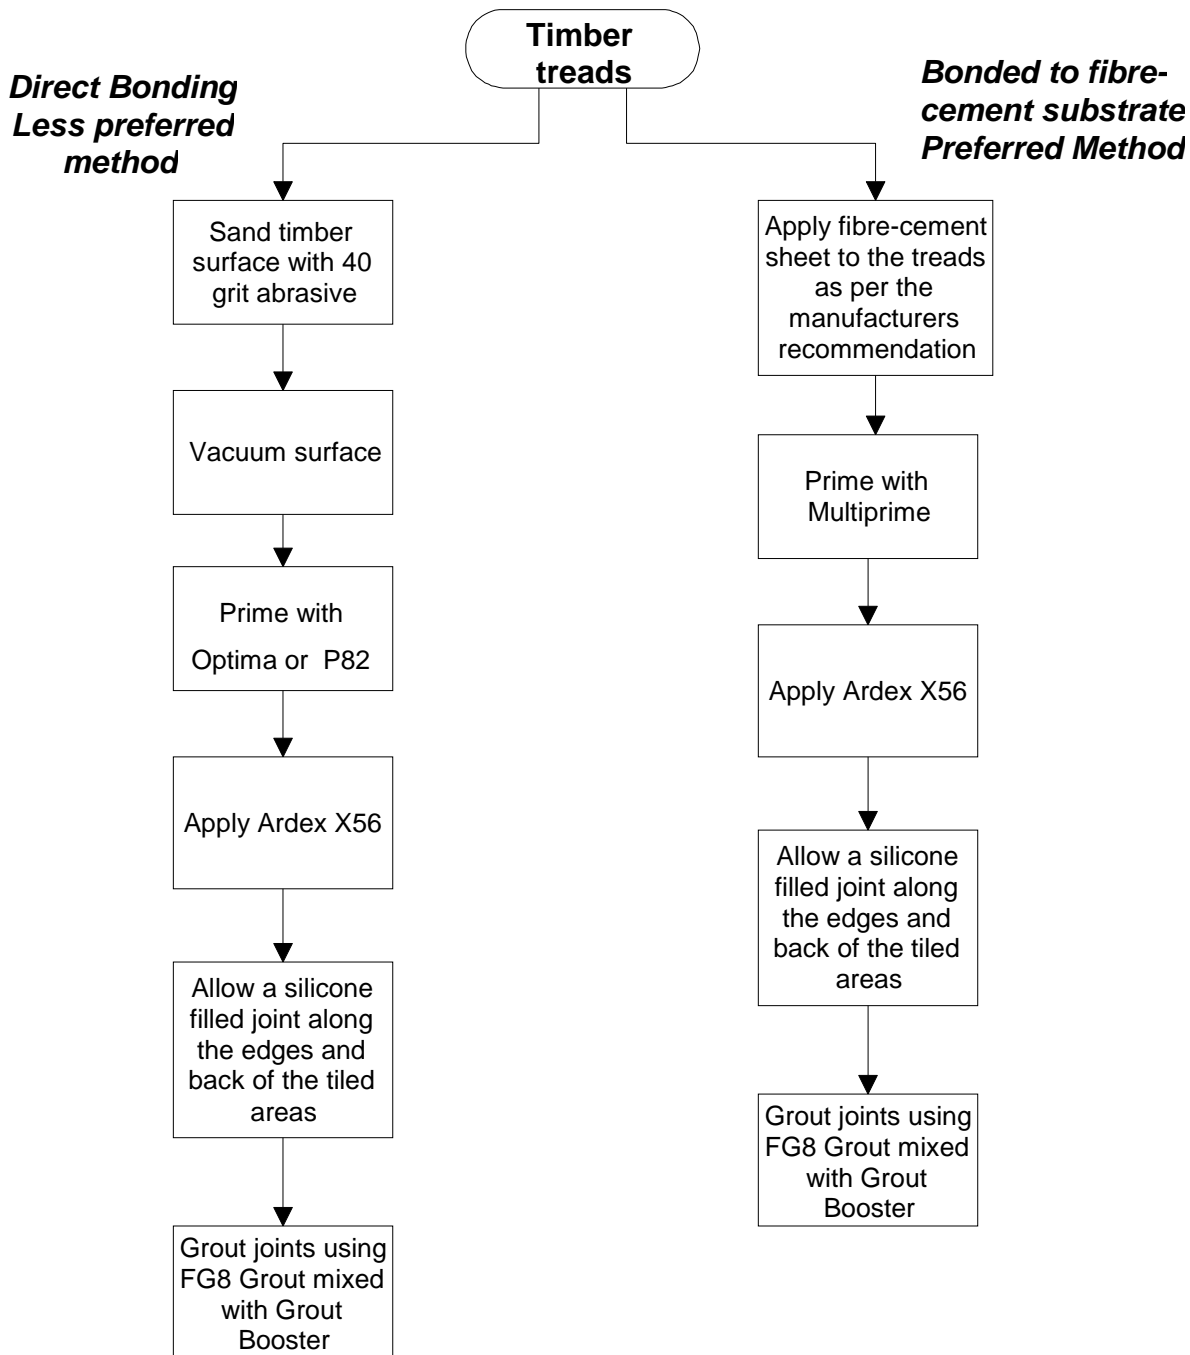 Timber
treads
Direct Bonding
Less preferred
method
Sand timber
surface with 40
grit abrasive
Vacuum surface
Prime with
Optima or P82
Apply Ardex X56
Allow a silicone
filled joint along
the edges and
back of the tiled
areas
Grout joints using
FG8 Grout mixed
with Grout
Booster
Bonded to fibre-
cement substrate
Preferred Method
Apply fibre-cement
sheet to the treads
as per the
manufacturers
recommendation
Prime with
Multiprime
Apply Ardex X56
Allow a silicone
filled joint along
the edges and
back of the tiled
areas
Grout joints using
FG8 Grout mixed
with Grout
Booster